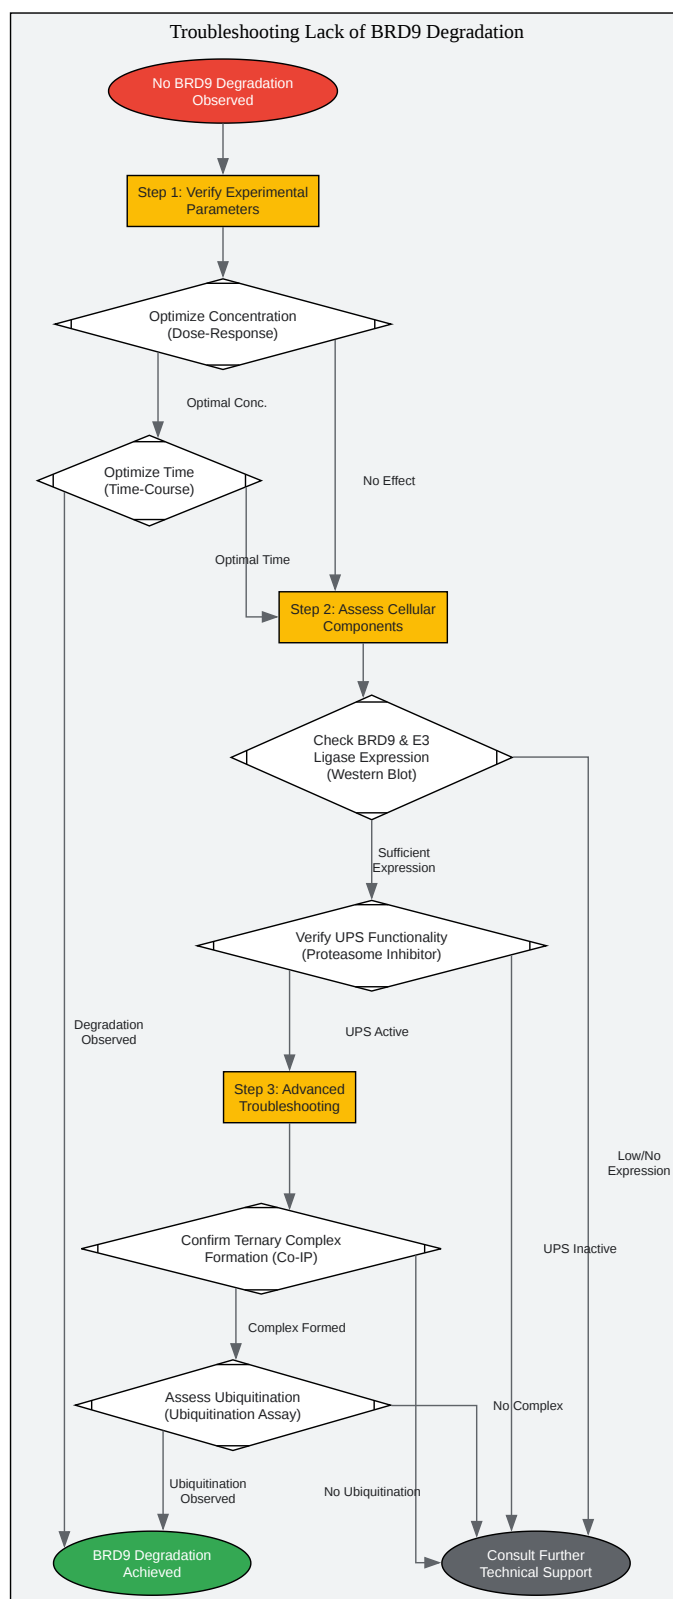 Troubleshooting Lack of BRD9 Degradation
No BRD9 Degradation
Observed
Step 1: Verify Experimental
Parameters
Optimize Concentration
(Dose-Response)
Optimal Conc.
Optimize Time
(Time-Course)
No Effect
Optimal Time
Step 2: Assess Cellular
Components
Check BRD9 & E3
Ligase Expression
(Western Blot)
Sufficient
Expression
Verify UPS Functionality
(Proteasome Inhibitor)
Degradation
Observed
UPS Active
Step 3: Advanced
Troubleshooting
Low/No
Expression
Confirm Ternary Complex
Formation (Co-IP)
UPS Inactive
Complex Formed
Assess Ubiquitination
(Ubiquitination Assay)
No Complex
Ubiquitination
Observed
No Ubiquitination
BRD9 Degradation
Achieved
Consult Further
Technical Support